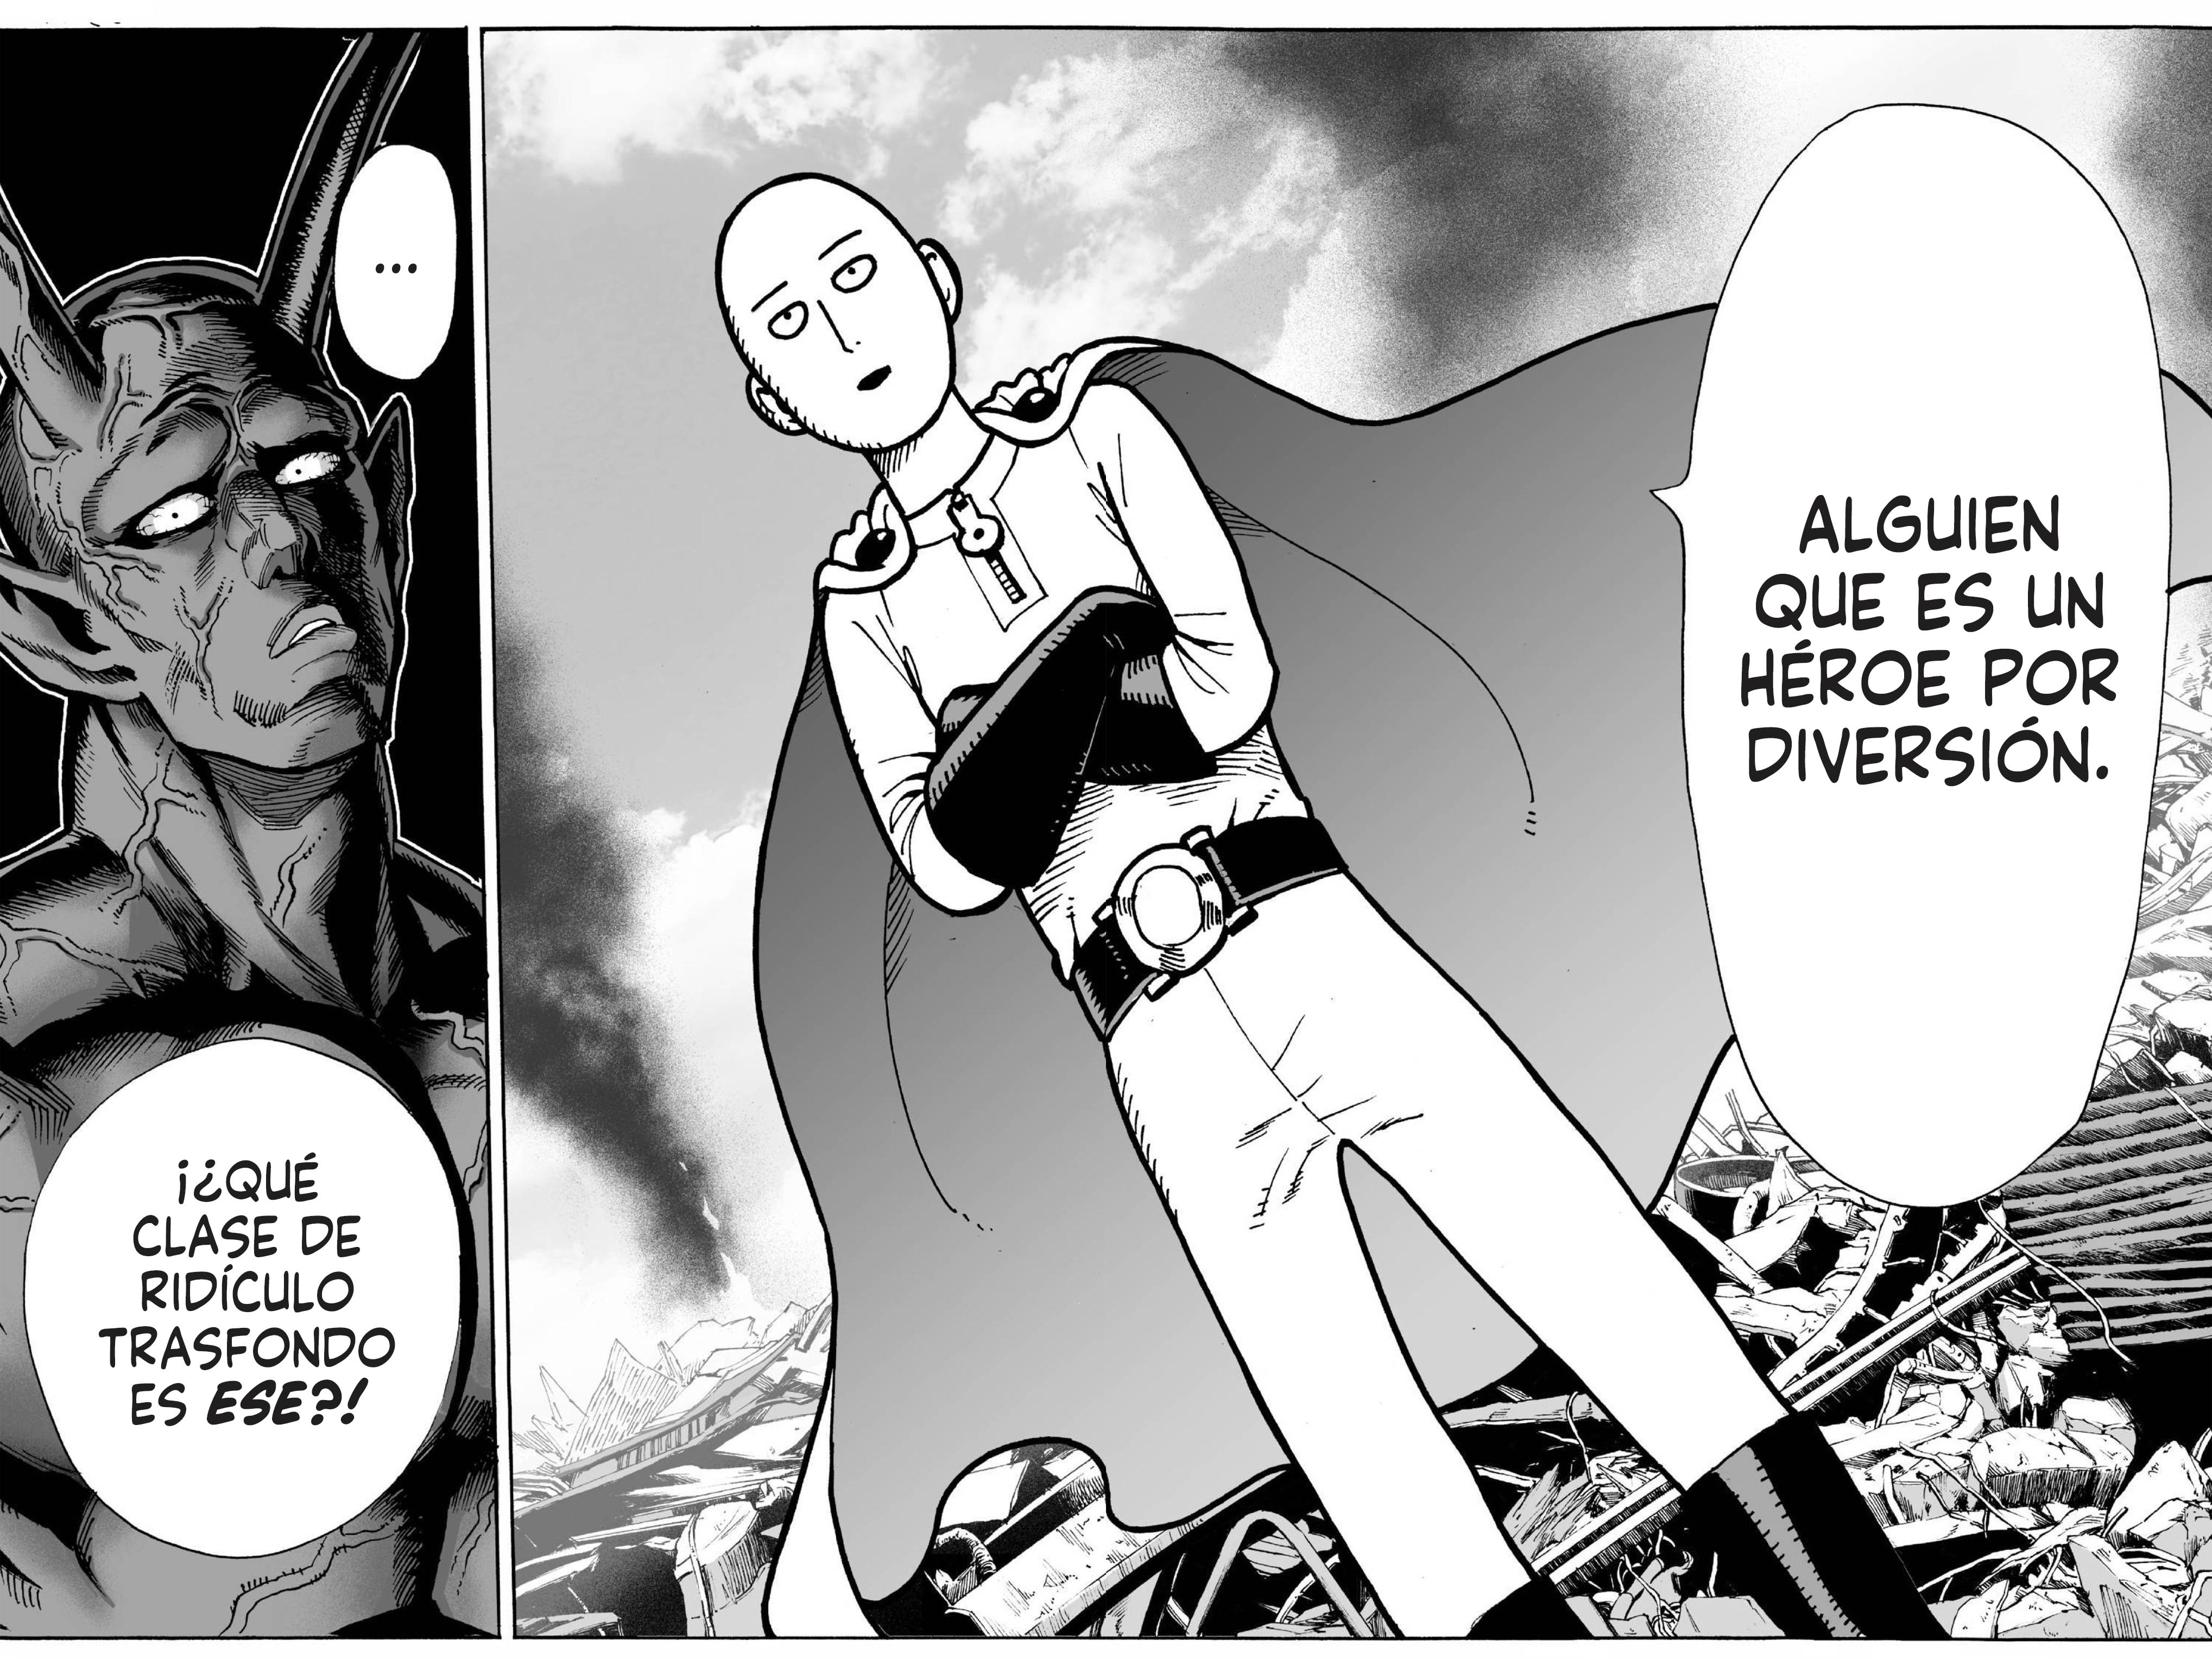 ALGUIEN
QUE ES UN
HÉROE POR
DIVERSIÓN.
...
¡¿QUÉ
CLASE DE
RIDÍCULO
TRASFONDO
ES ESE?!